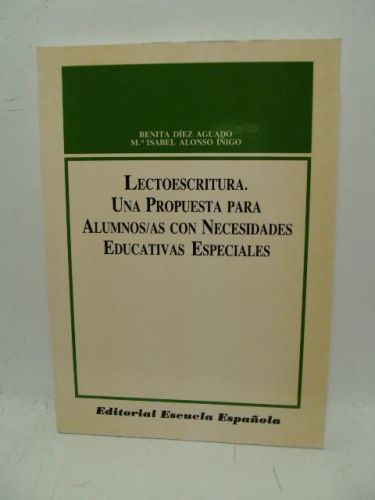 BENITA DÍEZ AGUADO
M.ª ISABEL ALONSO IÑIGO
LECTOESCRITURA.
UNA PROPUESTA PARA
ALUMNOS/AS CON NECESIDADES
EDUCATIVAS ESPECIALES
Editorial Escuela Española